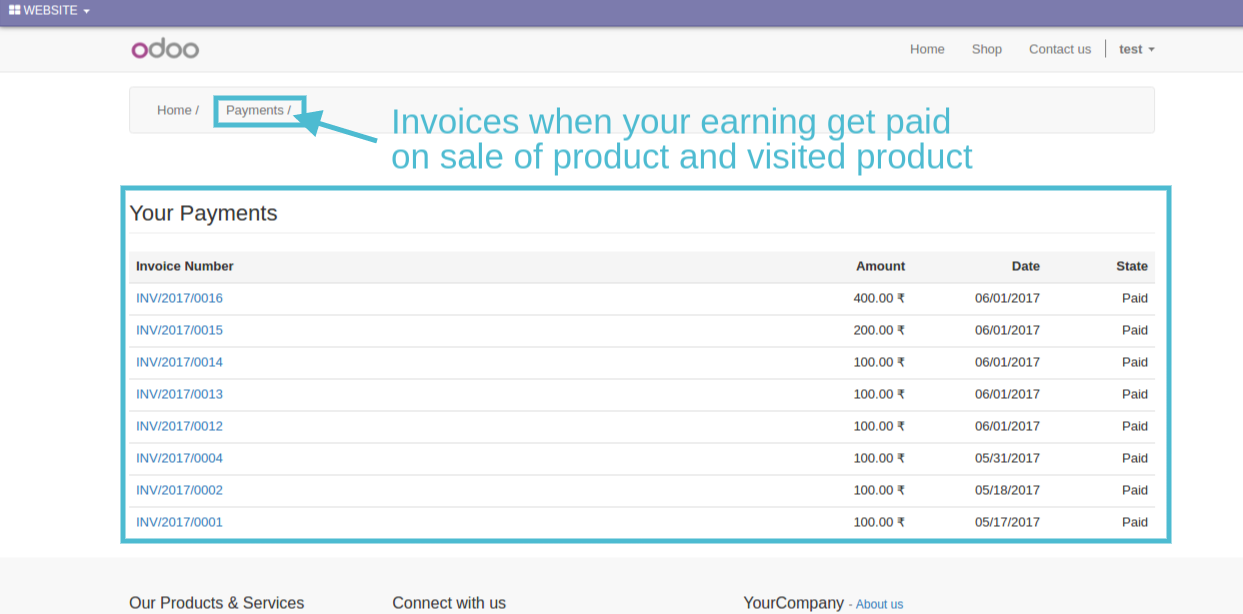 WEBSITE
odoo Home Shop Contact us test
Home / Payments /
Invoices when your earning get paid
on sale of product and visited product
Your Payments
Invoice Number Amount Date State
INV/2017/0016 400.00 ₹ 06/01/2017 Paid
INV/2017/0015 200.00 ₹ 06/01/2017 Paid
INV/2017/0014 100.00 ₹ 06/01/2017 Paid
INV/2017/0013 100.00 ₹ 06/01/2017 Paid
INV/2017/0012 100.00 ₹ 06/01/2017 Paid
INV/2017/0004 100.00 ₹ 05/31/2017 Paid
INV/2017/0002 100.00 ₹ 05/18/2017 Paid
INV/2017/0001 100.00 ₹ 05/17/2017 Paid
Our Products & Services Connect with us YourCompany - About us